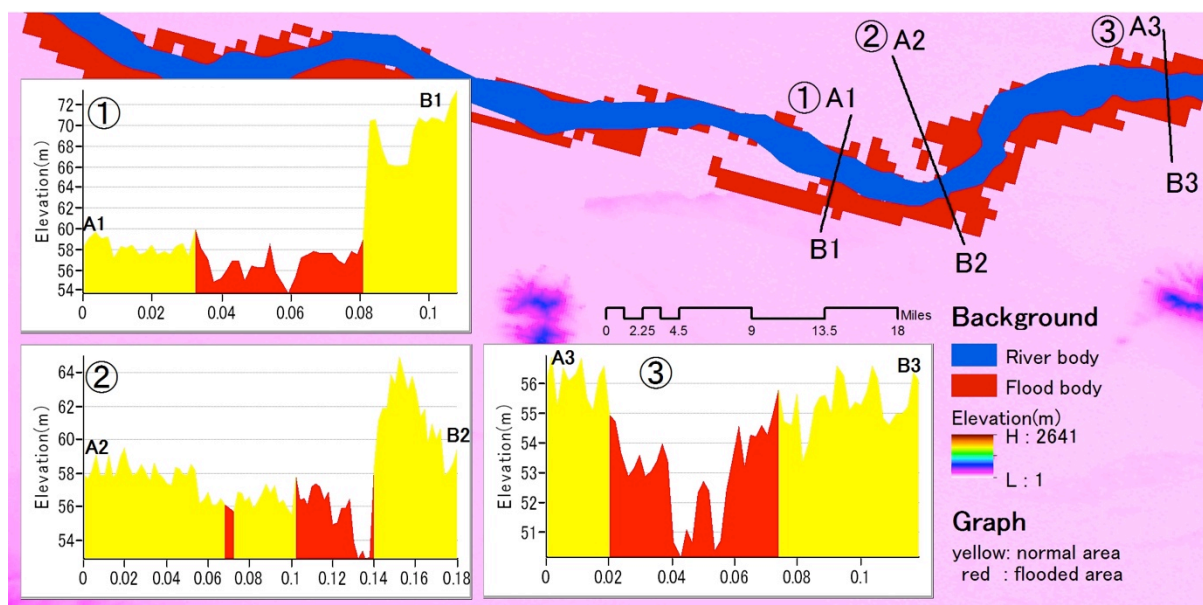 ① A1
B1
② A2
B2
③ A3
B3
①
Elevation(m)
72
70
68
66
64
62
60
58
56
54
A1
B1
0 0.02 0.04 0.06 0.08 0.1
②
Elevation(m)
64
62
60
58
56
54
A2
B2
0 0.02 0.04 0.06 0.08 0.1 0.12 0.14 0.16 0.18
③
Elevation(m)
56
55
54
53
52
51
A3
B3
0 0.02 0.04 0.06 0.08 0.1
Miles
0 2.25 4.5 9 13.5 18
Background
River body
Flood body
Elevation(m)
H : 2641
L : 1
Graph
yellow: normal area
red : flooded area